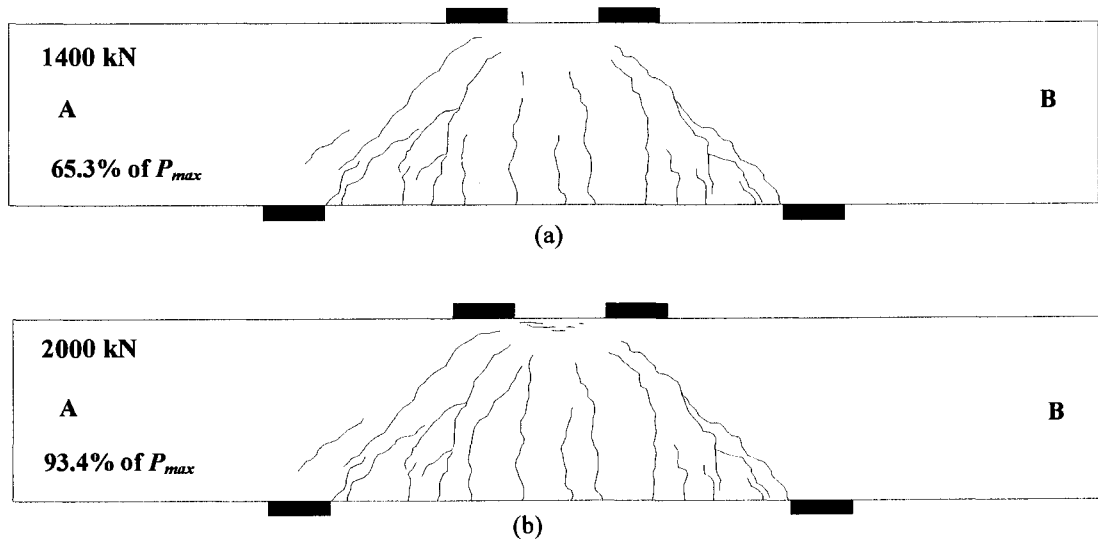 1400 kN
A
B
65.3% of Pmax
(a)
2000 kN
A
B
93.4% of Pmax
(b)